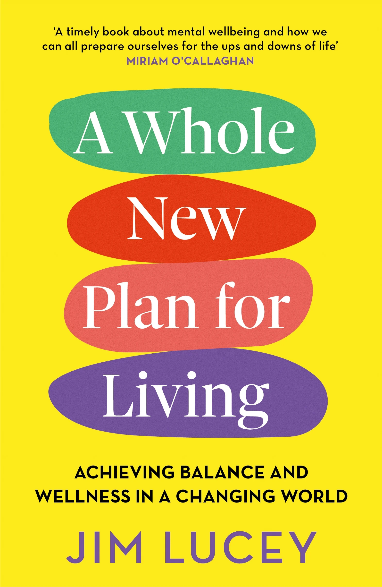 ‘A timely book about mental wellbeing and how we
can all prepare ourselves for the ups and downs of life’
MIRIAM O’CALLAGHAN
A Whole
New
Plan for
Living
ACHIEVING BALANCE AND
WELLNESS IN A CHANGING WORLD
JIM LUCEY